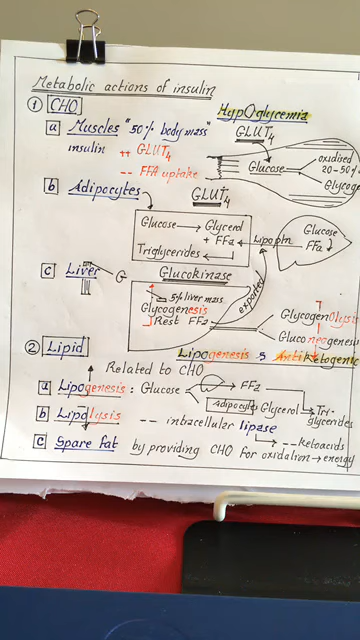 Metabolic actions of insulin
① CHO
HypOglycemia
a Muscles "50% body mass"
GLUT4
insulin ++ GLUT4
-- FFA uptake
Glucose
oxidised
20-50%
Glycoge
b Adipocytes
GLUT4
Glucose → Glycerol
+ FFa
Triglycerides
Lipoptn
Glucose
FFa
c Liver G
Glucokinase
5% liver mass
Glycogenesis
Rest FFa
exported
GlycogenOlysis
Gluconeogenesis
Lipogenesis & Antiketogenic
② Lipid
Related to CHO
a Lipogenesis : Glucose → FFa
Adipocyte Glycerol → Tri-
glycerides
b Lipolysis -- intracellular lipase
→ -- ketoacids
c Spare fat by providing CHO for oxidation → energy